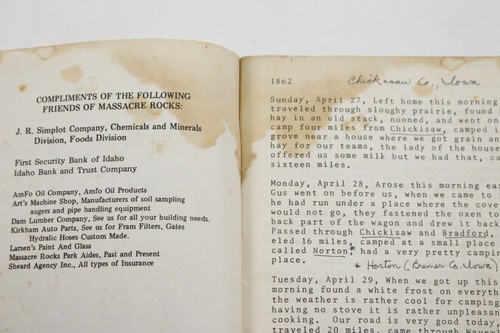 COMPLIMENTS OF THE FOLLOWING
FRIENDS OF MASSACRE ROCKS:
J. R. Simplot Company, Chemicals and Minerals
Division, Foods Division
First Security Bank of Idaho
Idaho Bank and Trust Company
AmFo Oil Company, Amfo Oil Products
Art's Machine Shop, Manufacturers of soil sampling
augers and pipe handling equipment
Dam Lumber Company, See us for all your building needs.
Kirkham Auto Parts, See us for Fram Filters, Gates
Hydralic Hoses Custom Made.
Larsen's Paint And Glass
Massacre Rocks Park Aides, Past and Present
Sheard Agency Inc., All types of Insurance
1862 Chickasaw Co., Iowa
Sunday, April 27, Left home this morning
traveled through sloughy prairie, found
hay in an old stack, nooned, and went on
camp four miles from Chickisaw, camped i
grove near a house where we got grain an
hay for our teams, the lady of the house
offered us some milk but we had that, ca
sixteen miles.
Monday, April 28, Arose this morning ea
Gut's went on before us, when we came to
he had run under a place where the cove
would not go, they fastened the oxen to
back part of the wagon and drew it back
Passed through Chickisaw and Bradford,
eled 16 miles, camped at a small place
called Norton,* had a very pretty campin
place. * Horton (Bremer Co. Iowa)
Tuesday, April 29, When we got up this
morning found a white frost on everythi
the weather is rather cool for camping
having no stove it is rather unpleasan
cooking. Our road is very good today,
traveled 20 miles, came through Waver